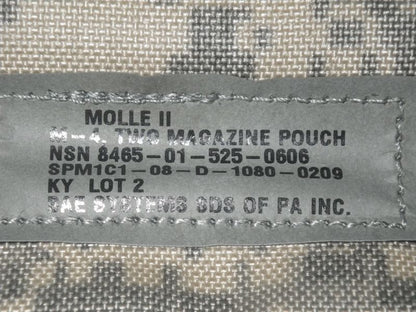 MOLLE II
M-4, TWO MAGAZINE POUCH
NSN 8465-01-525-0606
SPM1C1-08-D-1080-0209
KY LOT 2
BAE SYSTEMS SDS OF PA INC.